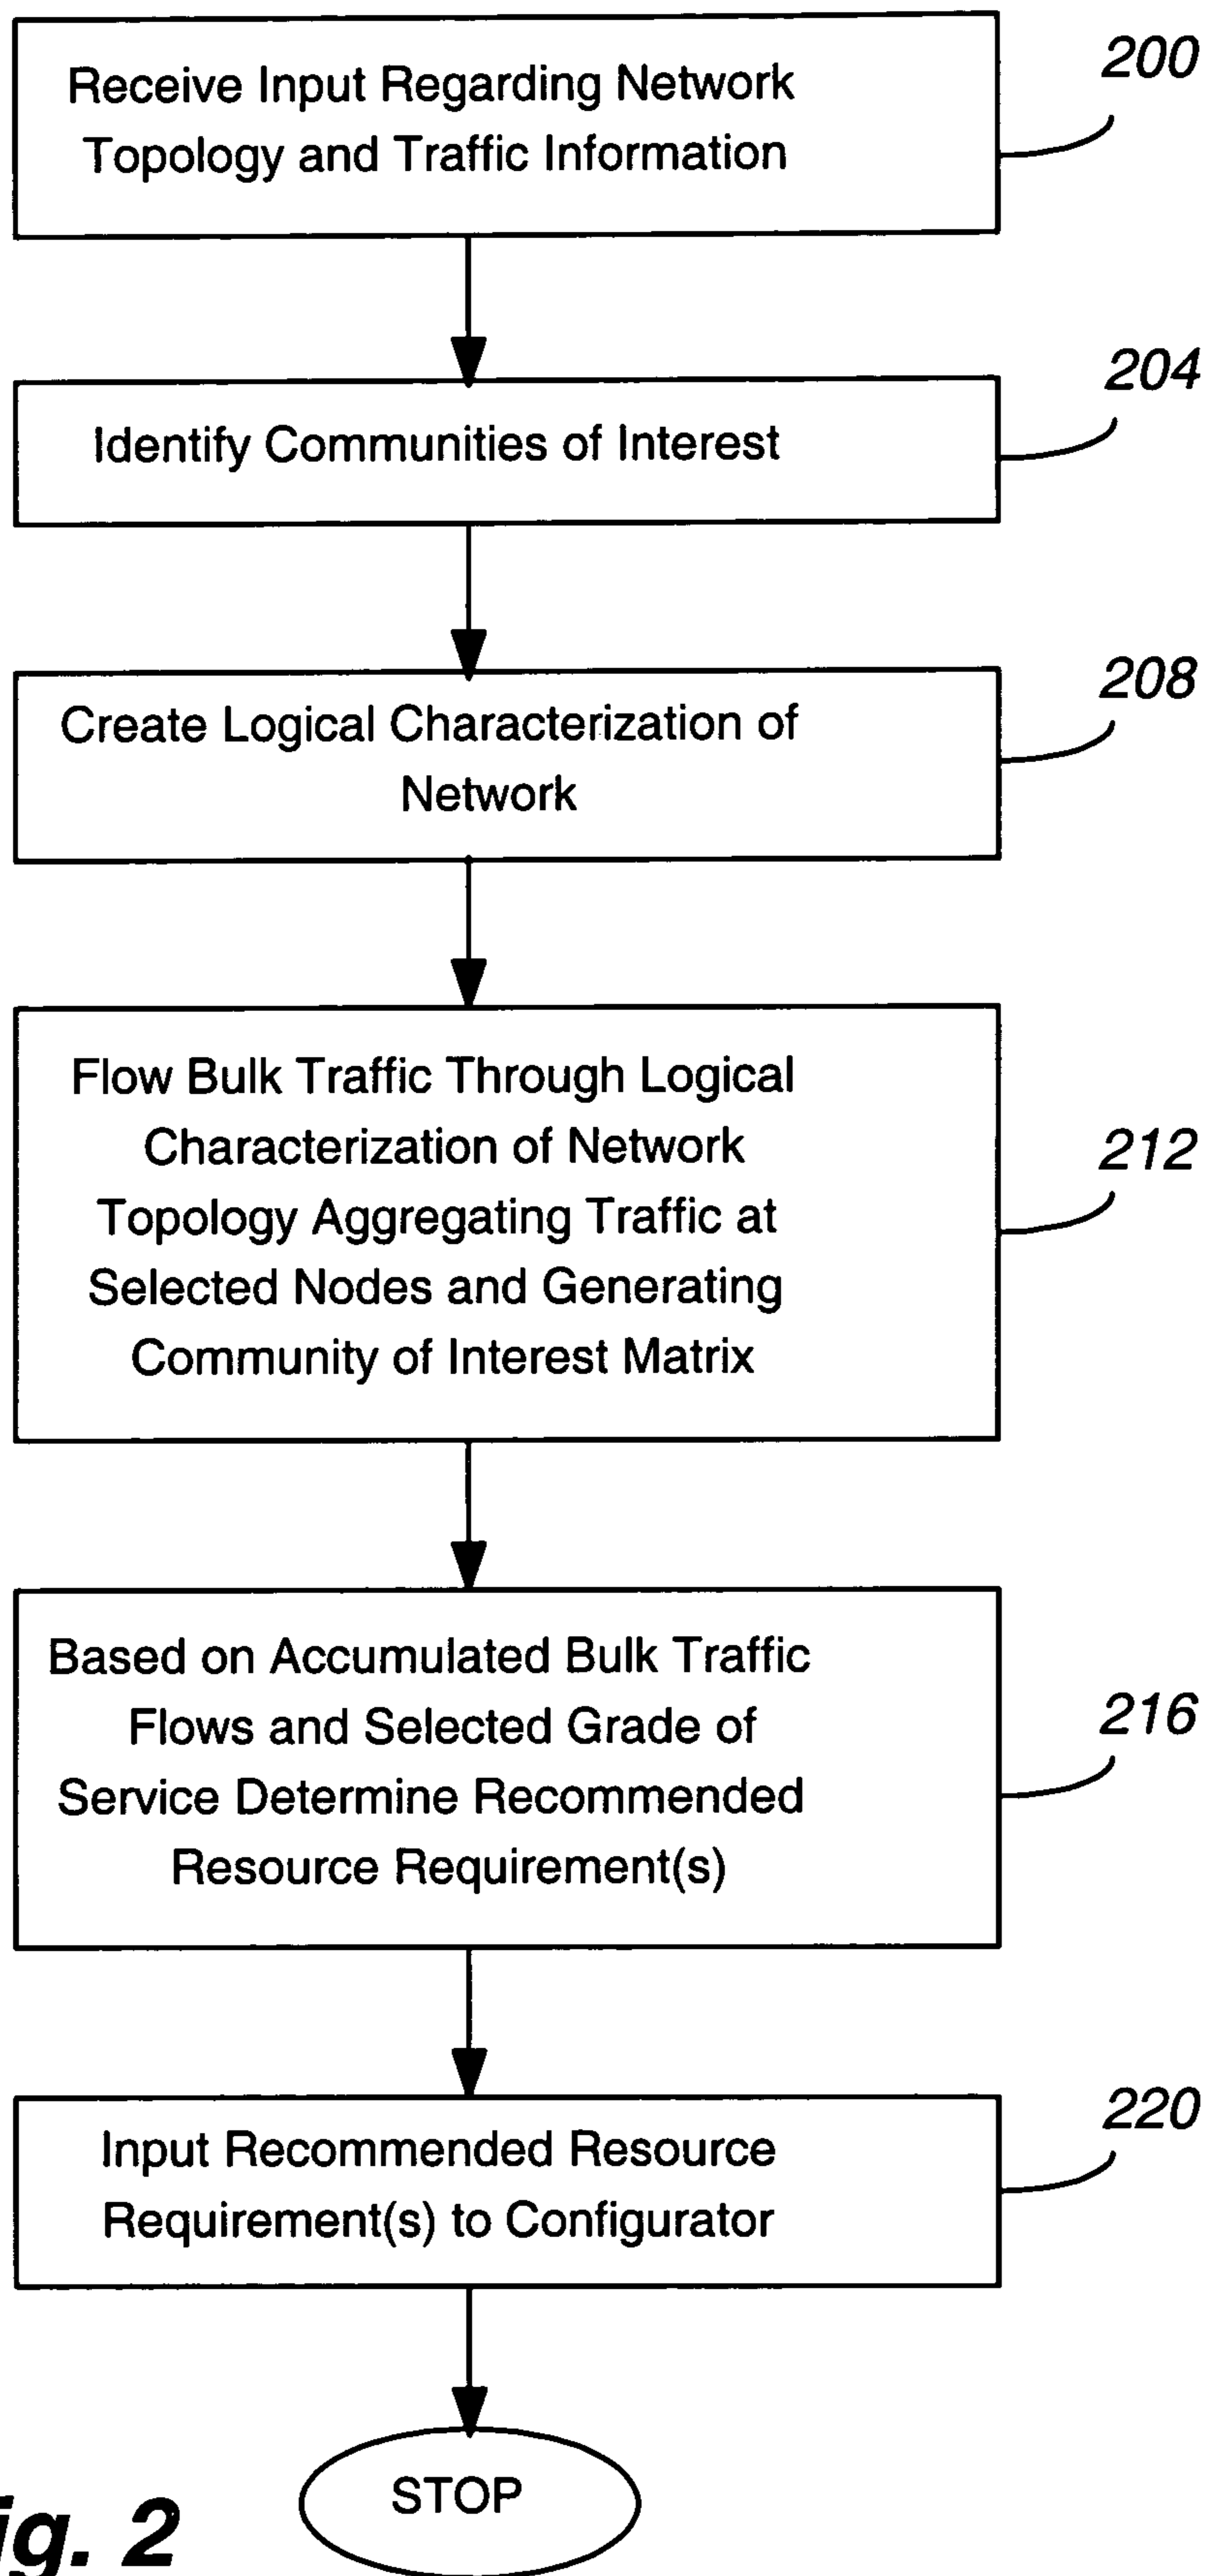 Receive Input Regarding Network
Topology and Traffic Information
200
Identify Communities of Interest
204
Create Logical Characterization of
Network
208
Flow Bulk Traffic Through Logical
Characterization of Network
Topology Aggregating Traffic at
Selected Nodes and Generating
Community of Interest Matrix
212
Based on Accumulated Bulk Traffic
Flows and Selected Grade of
Service Determine Recommended
Resource Requirement(s)
216
Input Recommended Resource
Requirement(s) to Configurator
220
STOP
ig. 2